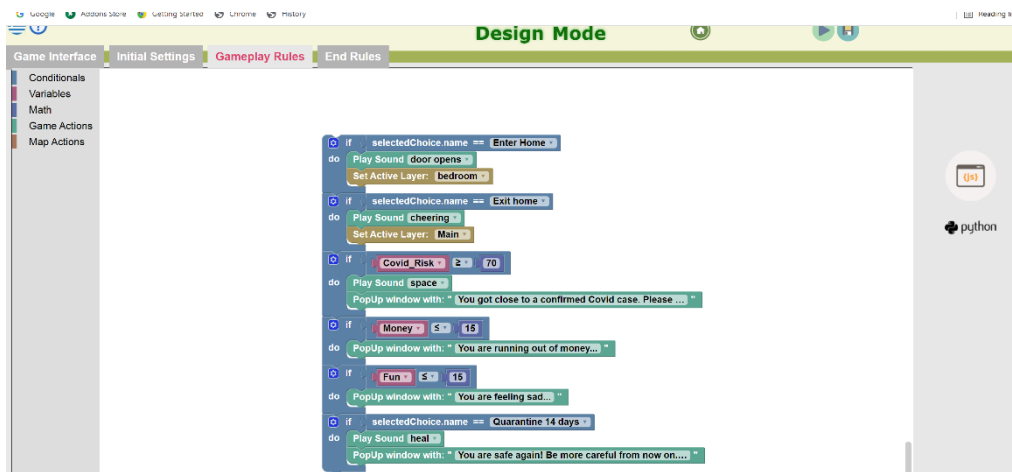 Google Addons Store Getting Started Chrome History Reading li
Design Mode
Game Interface Initial Settings Gameplay Rules End Rules
Conditionals
Variables
Math
Game Actions
Map Actions
if selectedChoice.name == Enter Home
do Play Sound door opens
Set Active Layer: bedroom
if selectedChoice.name == Exit home
do Play Sound cheering
Set Active Layer: Main
if Covid_Risk ≥ 70
do Play Sound space
PopUp window with: " You got close to a confirmed Covid case. Please ... "
if Money ≤ 15
do PopUp window with: " You are running out of money... "
if Fun ≤ 15
do PopUp window with: " You are feeling sad... "
if selectedChoice.name == Quarantine 14 days
do Play Sound heal
PopUp window with: " You are safe again! Be more careful from now on.... "
{js}
python